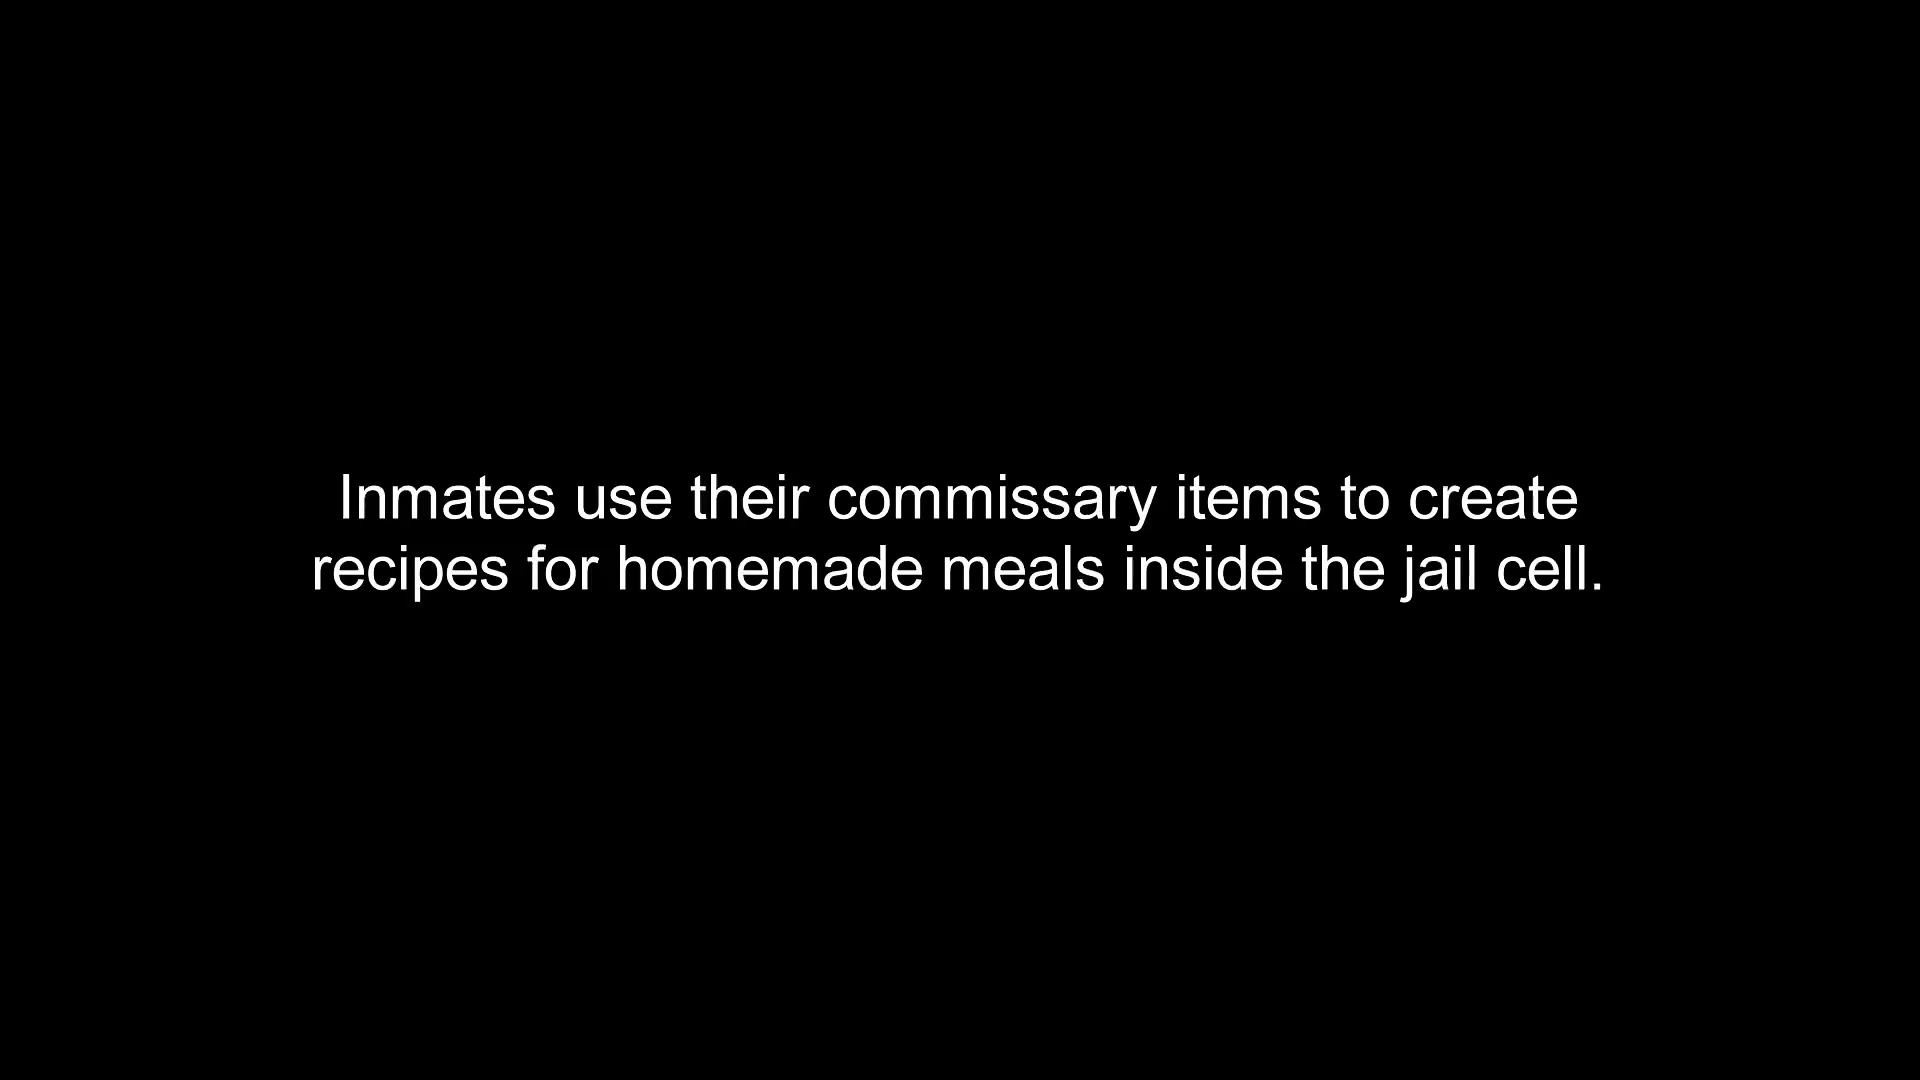 Inmates use their commissary items to create
recipes for homemade meals inside the jail cell.